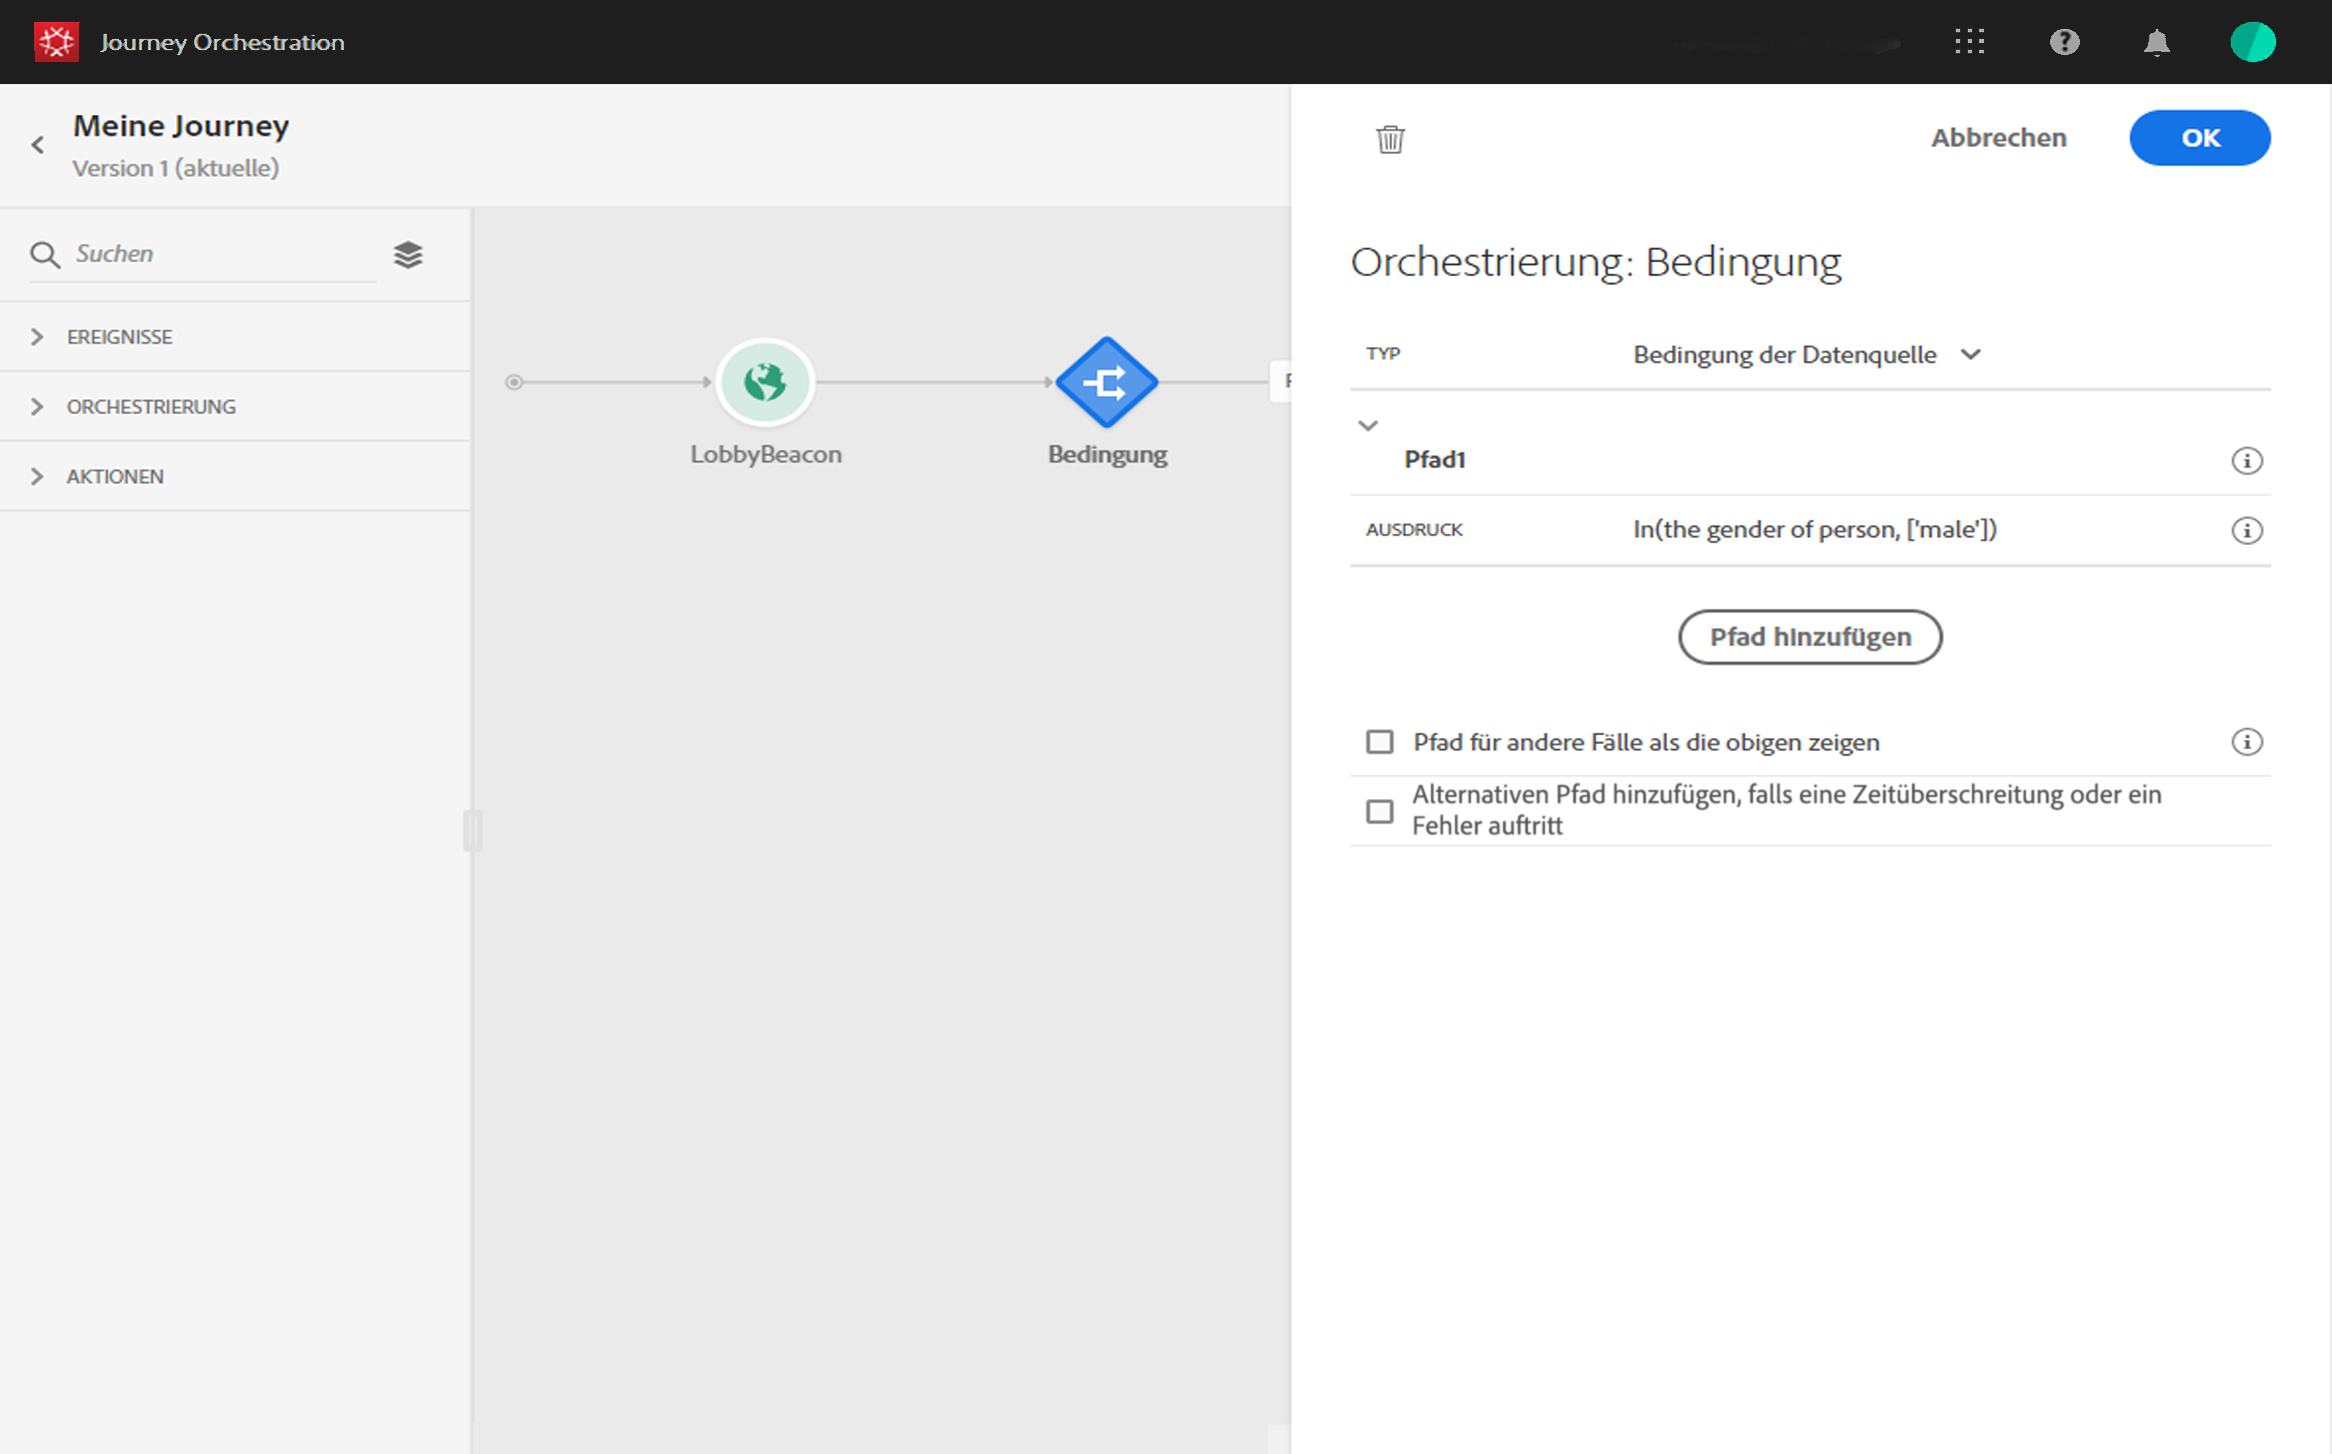 Journey Orchestration
Meine Journey
Version 1 (aktuelle)
Abbrechen
OK
Suchen
EREIGNISSE
ORCHESTRIERUNG
AKTIONEN
LobbyBeacon
Bedingung
Orchestrierung: Bedingung
TYP
Bedingung der Datenquelle
Pfad1
AUSDRUCK
In(the gender of person, ['male'])
Pfad hinzufügen
Pfad für andere Fälle als die obigen zeigen
Alternativen Pfad hinzufügen, falls eine Zeitüberschreitung oder ein
Fehler auftritt